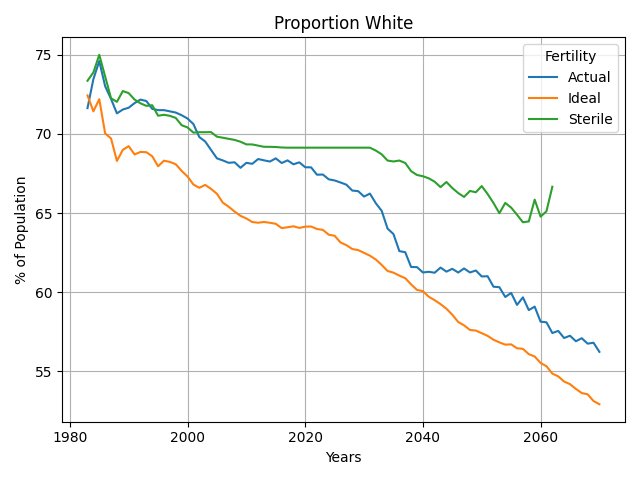 Proportion White
% of Population
75
70
65
60
55
1980
2000
2020
2040
2060
Years
Fertility
Actual
Ideal
Sterile